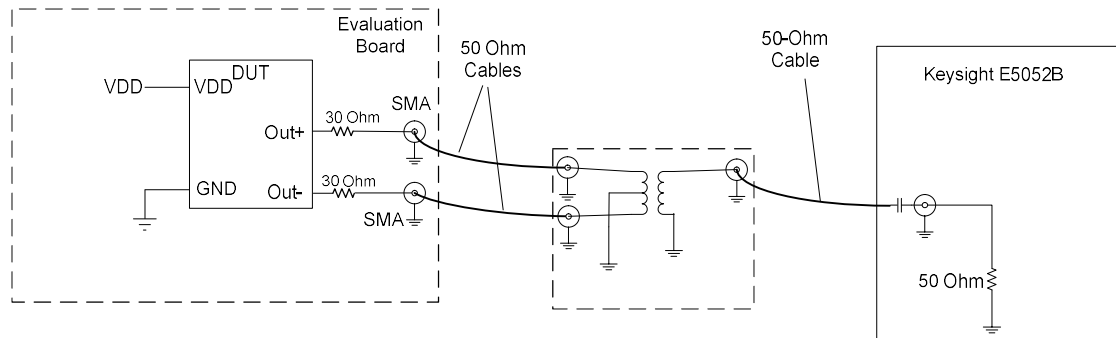 Evaluation
Board
50 Ohm
Cables
50-Ohm
Cable
Keysight E5052B
DUT
VDD
VDD
30 Ohm
SMA
Out+
30 Ohm
GND
Out-
SMA
50 Ohm